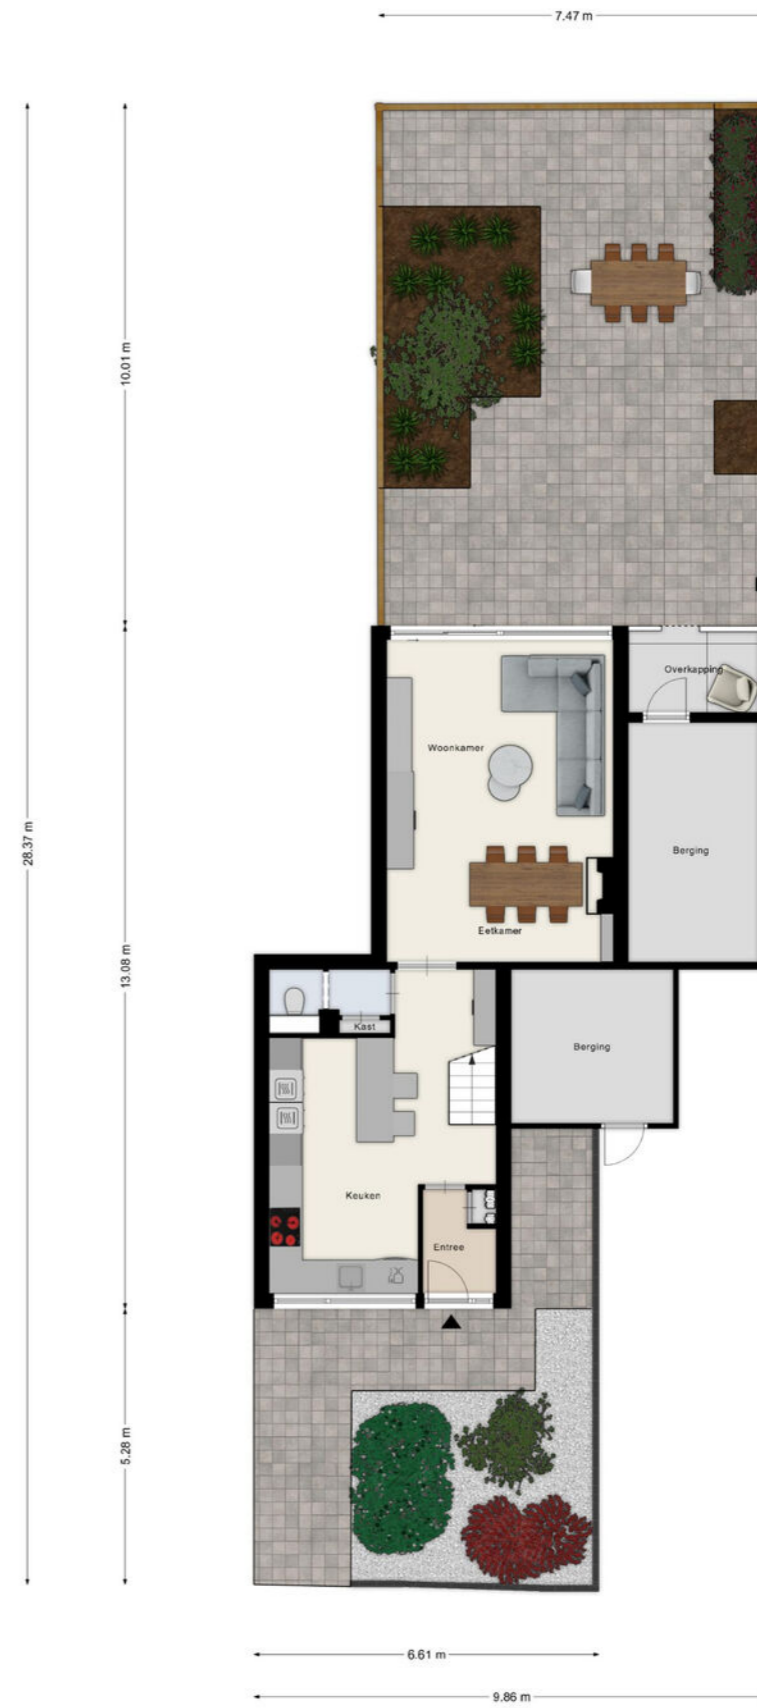 7.47 m
10.01 m
28.37 m
Overkapping
Woonkamer
Berging
Eetkamer
13.08 m
Kast
Berging
Keuken
Entree
5.28 m
6.61 m
9.86 m